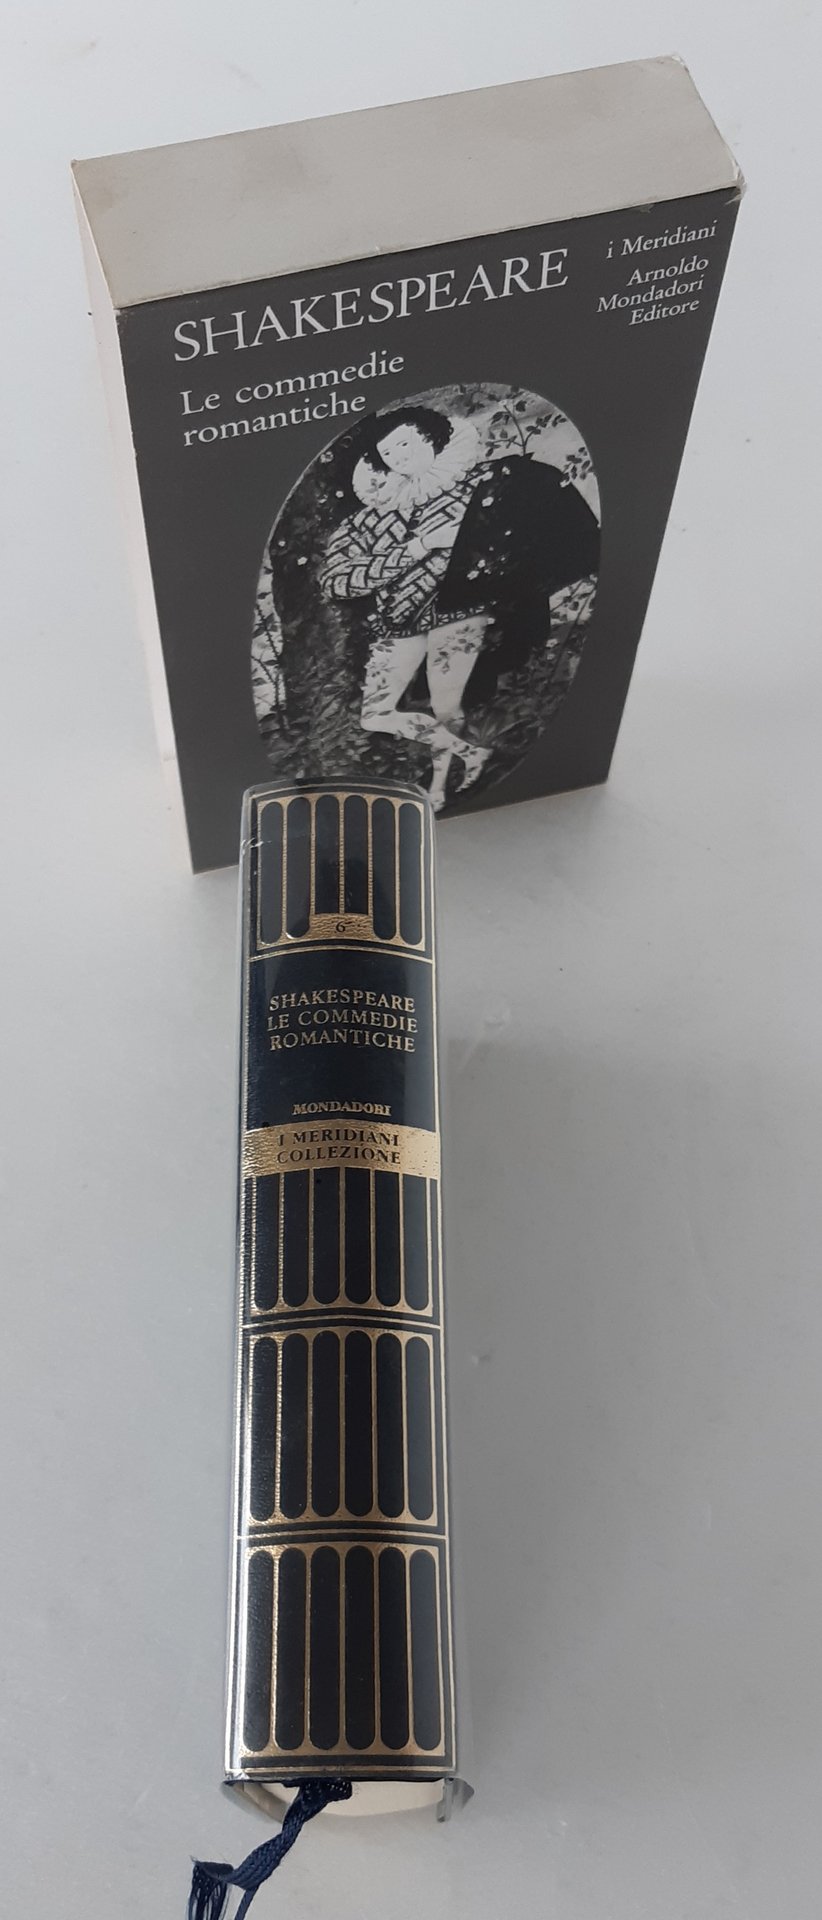 SHAKESPEARE
Le commedie
romantiche
i Meridiani
Arnoldo
Mondadori
Editore
6
SHAKESPEARE
LE COMMEDIE
ROMANTICHE
MONDADORI
I MERIDIANI
COLLEZIONE